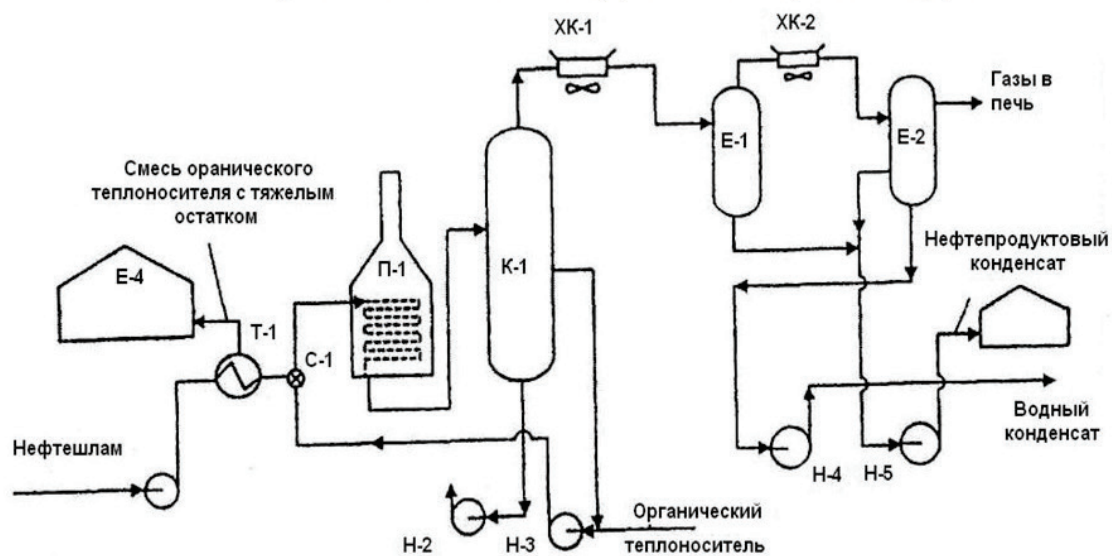 ХК-1
ХК-2
Газы в
печь
Е-1
Е-2
Смесь оранического
теплоносителя с тяжелым
остатком
Нефтепродуктовый
конденсат
Е-4
П-1
К-1
Т-1
С-1
Нефтешлам
Водный
конденсат
Н-4
Н-5
Органический
теплоноситель
Н-2
Н-3